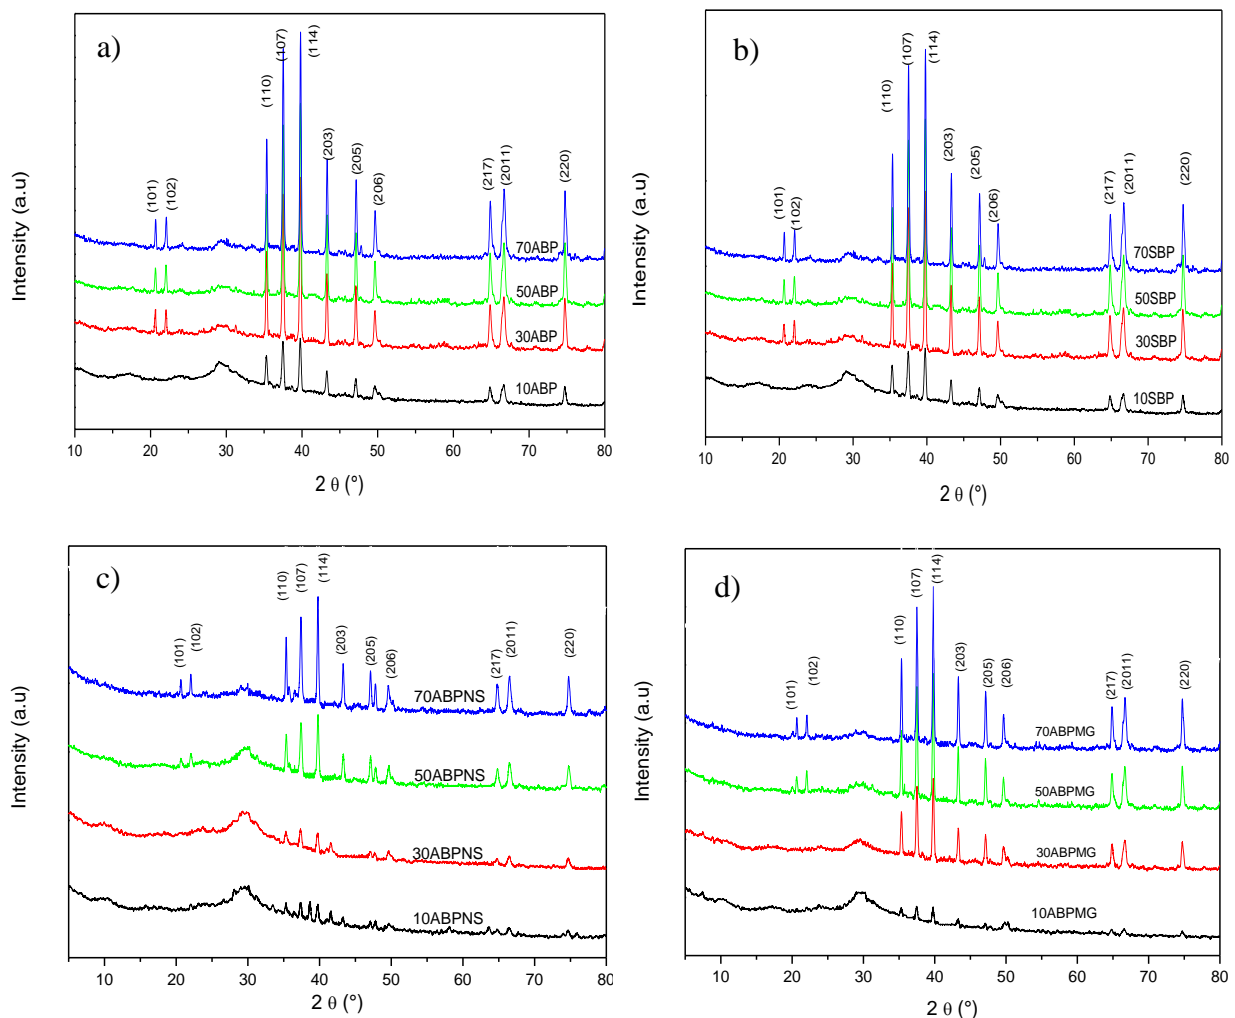 a)
(101)
(102)
(110)
(107)
(114)
(203)
(205)
(206)
(217)
(2011)
(220)
70ABP
50ABP
30ABP
10ABP
Intensity (a.u)
10 20 30 40 50 60 70 80
2 θ (°)
b)
(101)
(102)
(110)
(107)
(114)
(203)
(205)
(206)
(217)
(2011)
(220)
70SBP
50SBP
30SBP
10SBP
Intensity (a.u)
10 20 30 40 50 60 70 80
2 θ (°)
c)
(101)
(102)
(110)
(107)
(114)
(203)
(205)
(206)
(217)
(2011)
(220)
70ABPNS
50ABPNS
30ABPNS
10ABPNS
Intensity (a.u)
10 20 30 40 50 60 70 80
2 θ (°)
d)
(101)
(102)
(110)
(107)
(114)
(203)
(205)
(206)
(217)
(2011)
(220)
70ABPMG
50ABPMG
30ABPMG
10ABPMG
Intensity (a.u)
10 20 30 40 50 60 70 80
2 θ (°)